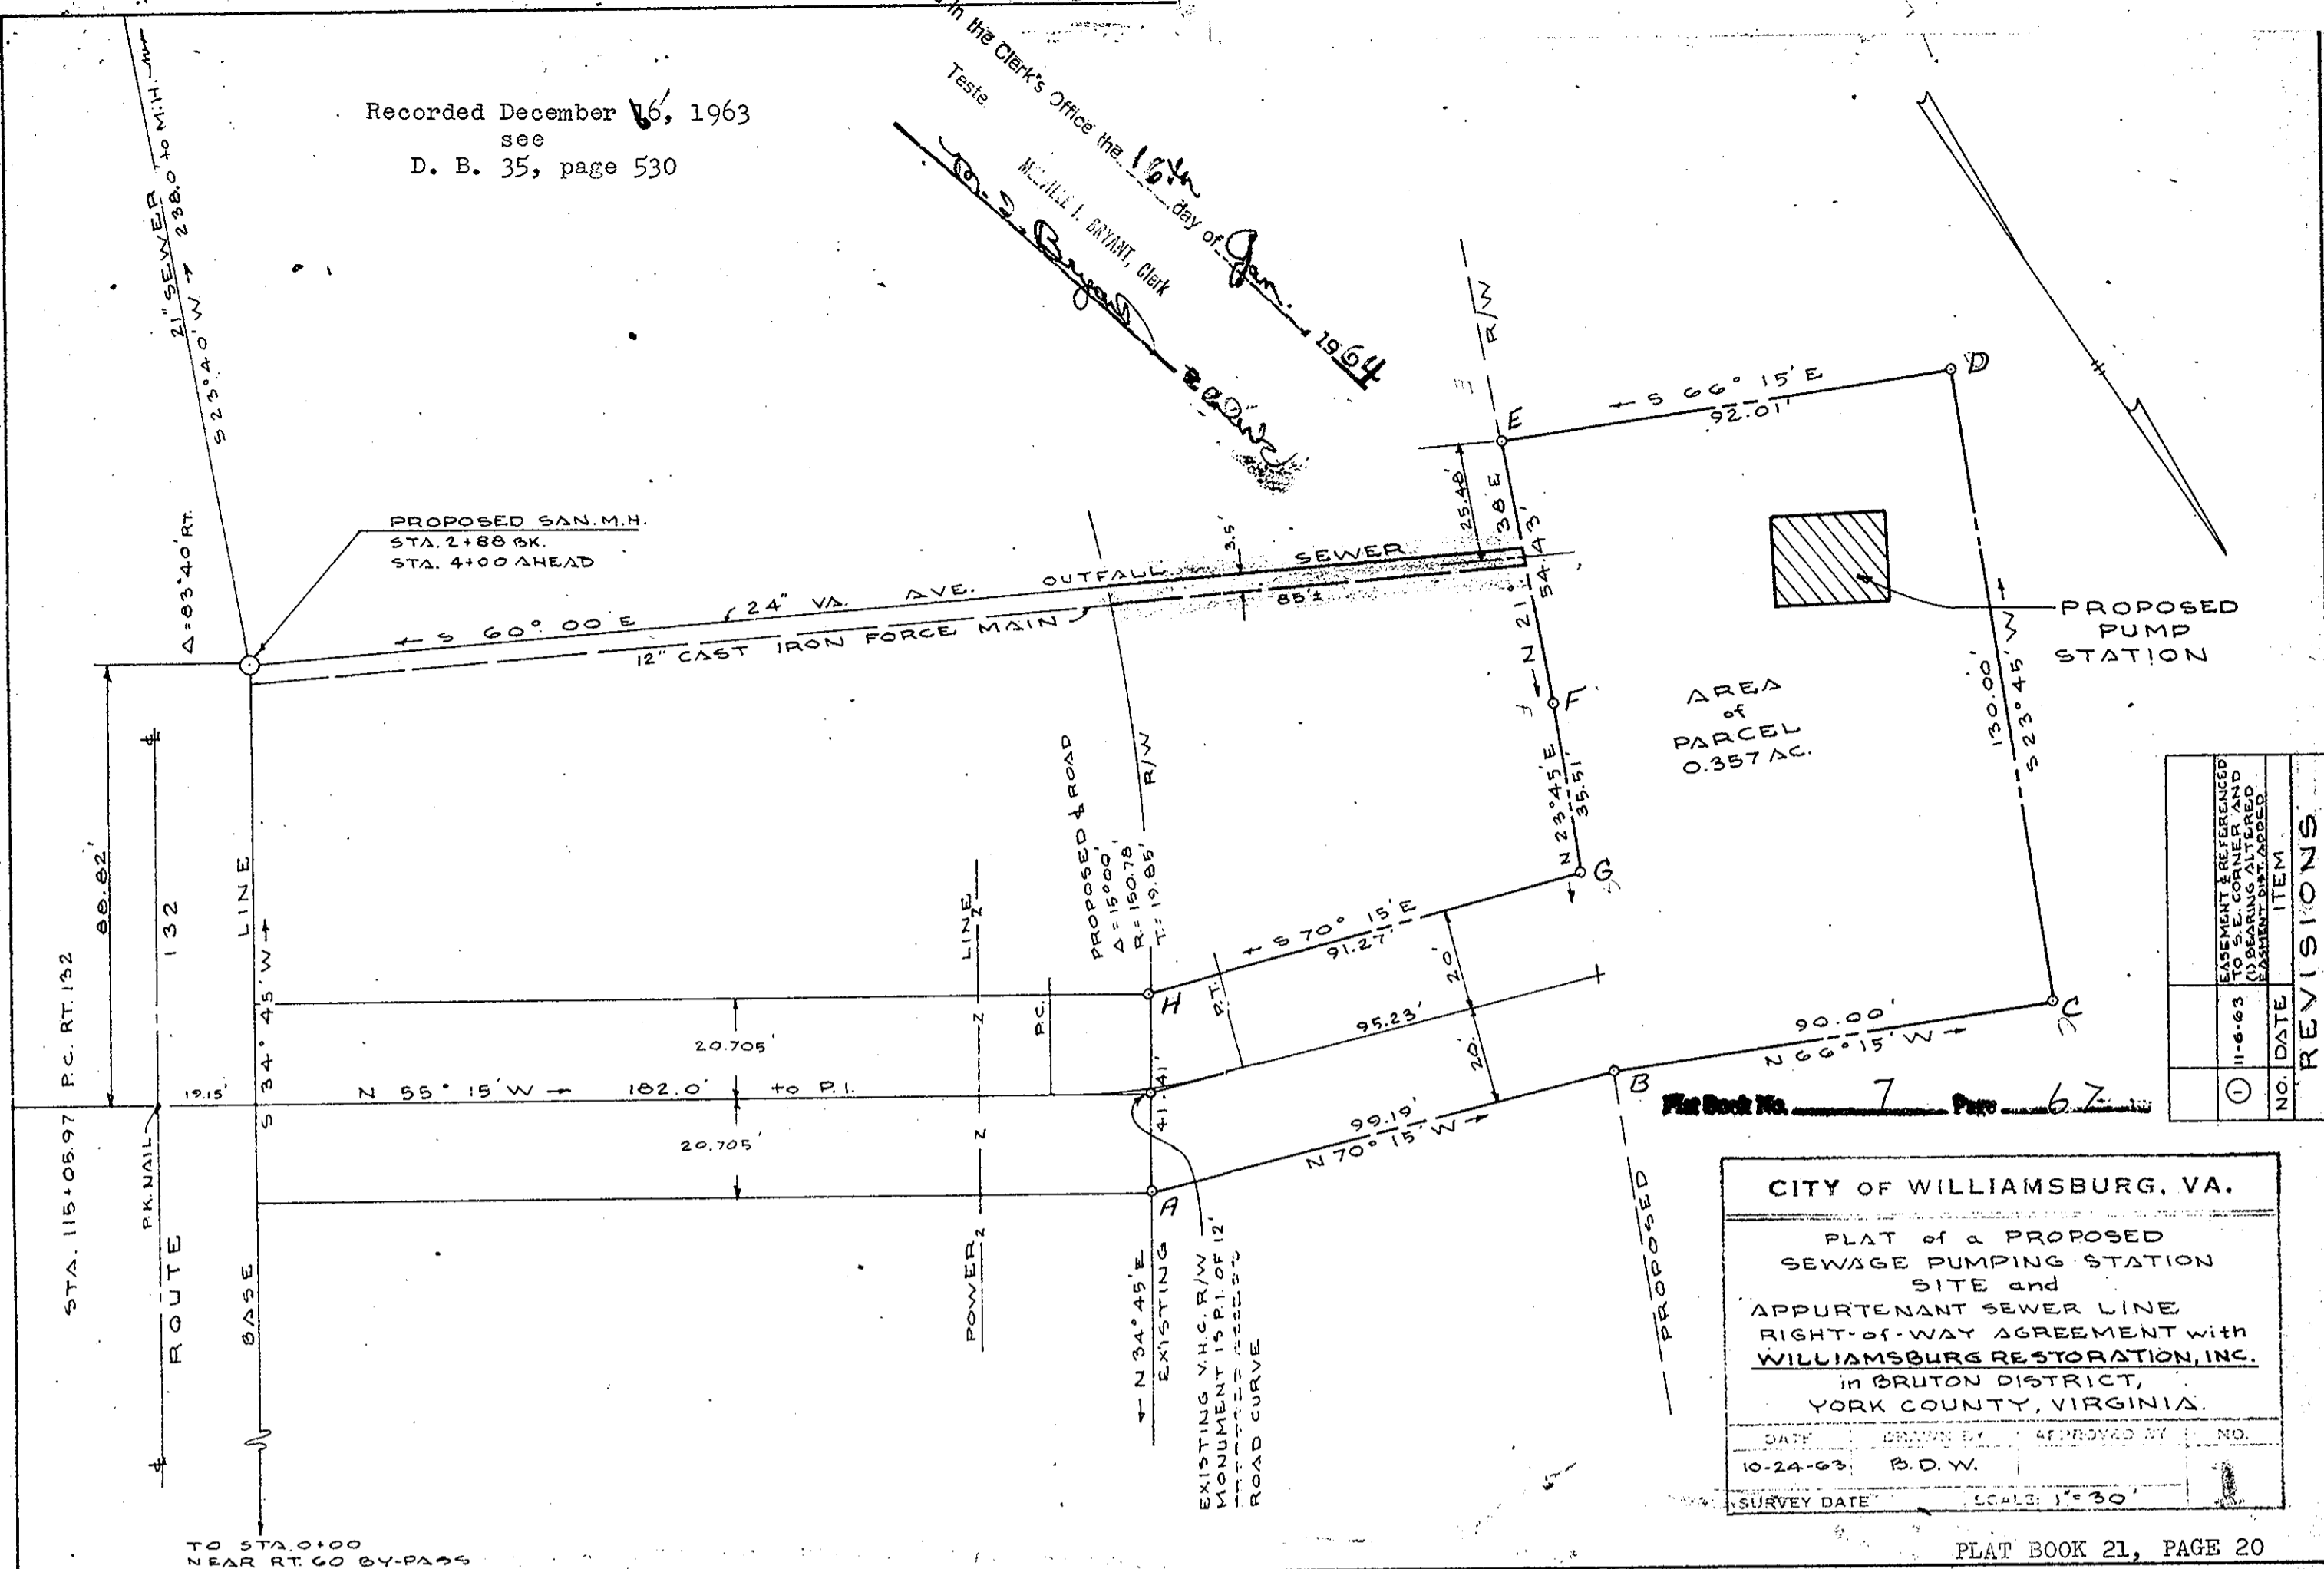 Recorded December 16, 1963
see
D. B. 35, page 530
in the Clerk's Office the 16th day of Jan. 1964
Teste
BRYANT, Clerk
21" SEWER
238.0 to M.H.
S 23° 40' W
Δ = 83° 40' RT.
PROPOSED SAN. M.H.
STA. 2+88 BK.
STA. 4+00 AHEAD
S 60° 00 E
24" VA. AVE. OUTFALL SEWER
12" CAST IRON FORCE MAIN
3.5'
85'±
R/W
E
S 66° 15' E
92.01'
D
25.48'
N 21° 38 E
54.43'
F
N 23° 45' E
35.51'
G
PROPOSED
PUMP
STATION
AREA
of
PARCEL
0.357 AC.
130.00'
S 23° 45' W
C
90.00'
N 66° 15' W
B
PROPOSED
88.82'
132
ROUTE
P.K. NAIL
19.15'
STA. 115+05.97 P.C. RT. 132
BASE LINE
S 34° 45' W
20.705'
N 55° 15' W 182.0' to P.I.
20.705'
POWER LINE
P.C.
PROPOSED ℄ ROAD
Δ = 15° 00'
R. = 150.78'
T. = 19.85'
R/W
H
S 70° 15' E
91.27'
P.T.
95.23'
20'
20'
41.41'
99.19'
N 70° 15' W
A
N 34° 45' E
EXISTING
EXISTING V.H.C. R/W
MONUMENT IS P.I. OF 12'
ROAD CURVE
TO STA. 0+00
NEAR RT. 60 BY-PASS
EASEMENT & REFERENCED
TO S.E. CORNER AND
(1) BEARING ALTERED
EASEMENT DIST. ADDED
1 11-6-63
NO. DATE ITEM
REVISIONS
Plat Book No. 7 Page 67
CITY OF WILLIAMSBURG, VA.
PLAT of a PROPOSED
SEWAGE PUMPING STATION
SITE and
APPURTENANT SEWER LINE
RIGHT-of-WAY AGREEMENT with
WILLIAMSBURG RESTORATION, INC.
in BRUTON DISTRICT,
YORK COUNTY, VIRGINIA.
DATE DRAWN BY APPROVED BY NO.
10-24-63 B.D.W. 1
SURVEY DATE SCALE: 1"=30'
PLAT BOOK 21, PAGE 20